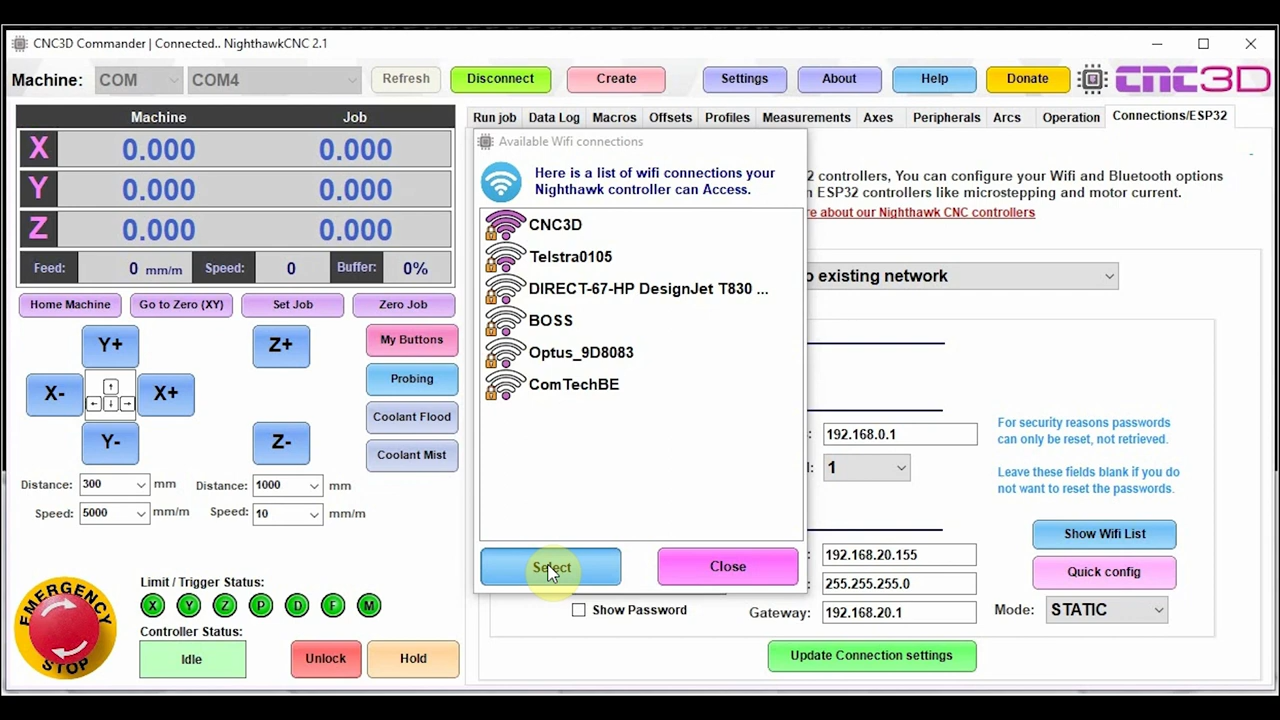 CNC3D Commander | Connected.. NighthawkCNC 2.1
Machine: COM COM4 Refresh Disconnect Create Settings About Help Donate CNC3D
Machine Job
X 0.000 0.000
Y 0.000 0.000
Z 0.000 0.000
Feed: 0 mm/m Speed: 0 Buffer: 0%
Home Machine Go to Zero (XY) Set Job Zero Job
Y+ Z+ My Buttons
X- X+ Probing
Coolant Flood
Y- Z- Coolant Mist
Distance: 300 mm Distance: 1000 mm
Speed: 5000 mm/m Speed: 10 mm/m
EMERGENCY
STOP
Limit / Trigger Status:
X Y Z P D F M
Controller Status:
Idle Unlock Hold
Run job Data Log Macros Offsets Profiles Measurements Axes Peripherals Arcs Operation Connections/ESP32
Available Wifi connections
Here is a list of wifi connections your
Nighthawk controller can Access.
CNC3D
Telstra0105
DIRECT-67-HP DesignJet T830 ...
BOSS
Optus_9D8083
ComTechBE
Select Close
2 controllers, You can configure your Wifi and Bluetooth options
n ESP32 controllers like microstepping and motor current.
re about our Nighthawk CNC controllers
o existing network
: 192.168.0.1
l: 1
For security reasons passwords
can only be reset, not retrieved.
Leave these fields blank if you do
not want to reset the passwords.
Show Wifi List
192.168.20.155
Quick config
255.255.255.0
Show Password Gateway: 192.168.20.1 Mode: STATIC
Update Connection settings